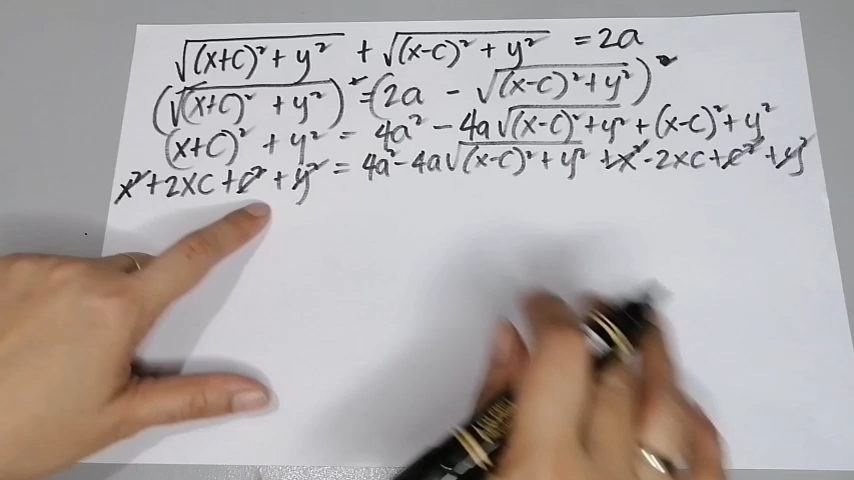 √(x+c)² + y² + √(x-c)² + y² = 2a
(√(x+c)² + y²)² = (2a - √(x-c)² + y²)²
(x+c)² + y² = 4a² - 4a√(x-c)² + y² + (x-c)² + y²
x² + 2xc + c² + y² = 4a² - 4a√(x-c)² + y² + x² - 2xc + c² + y²